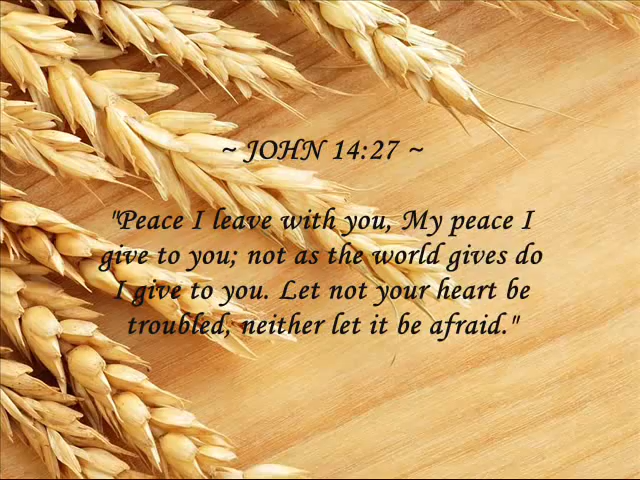 ~ JOHN 14:27 ~
"Peace I leave with you, My peace I
give to you; not as the world gives do
I give to you. Let not your heart be
troubled, neither let it be afraid."